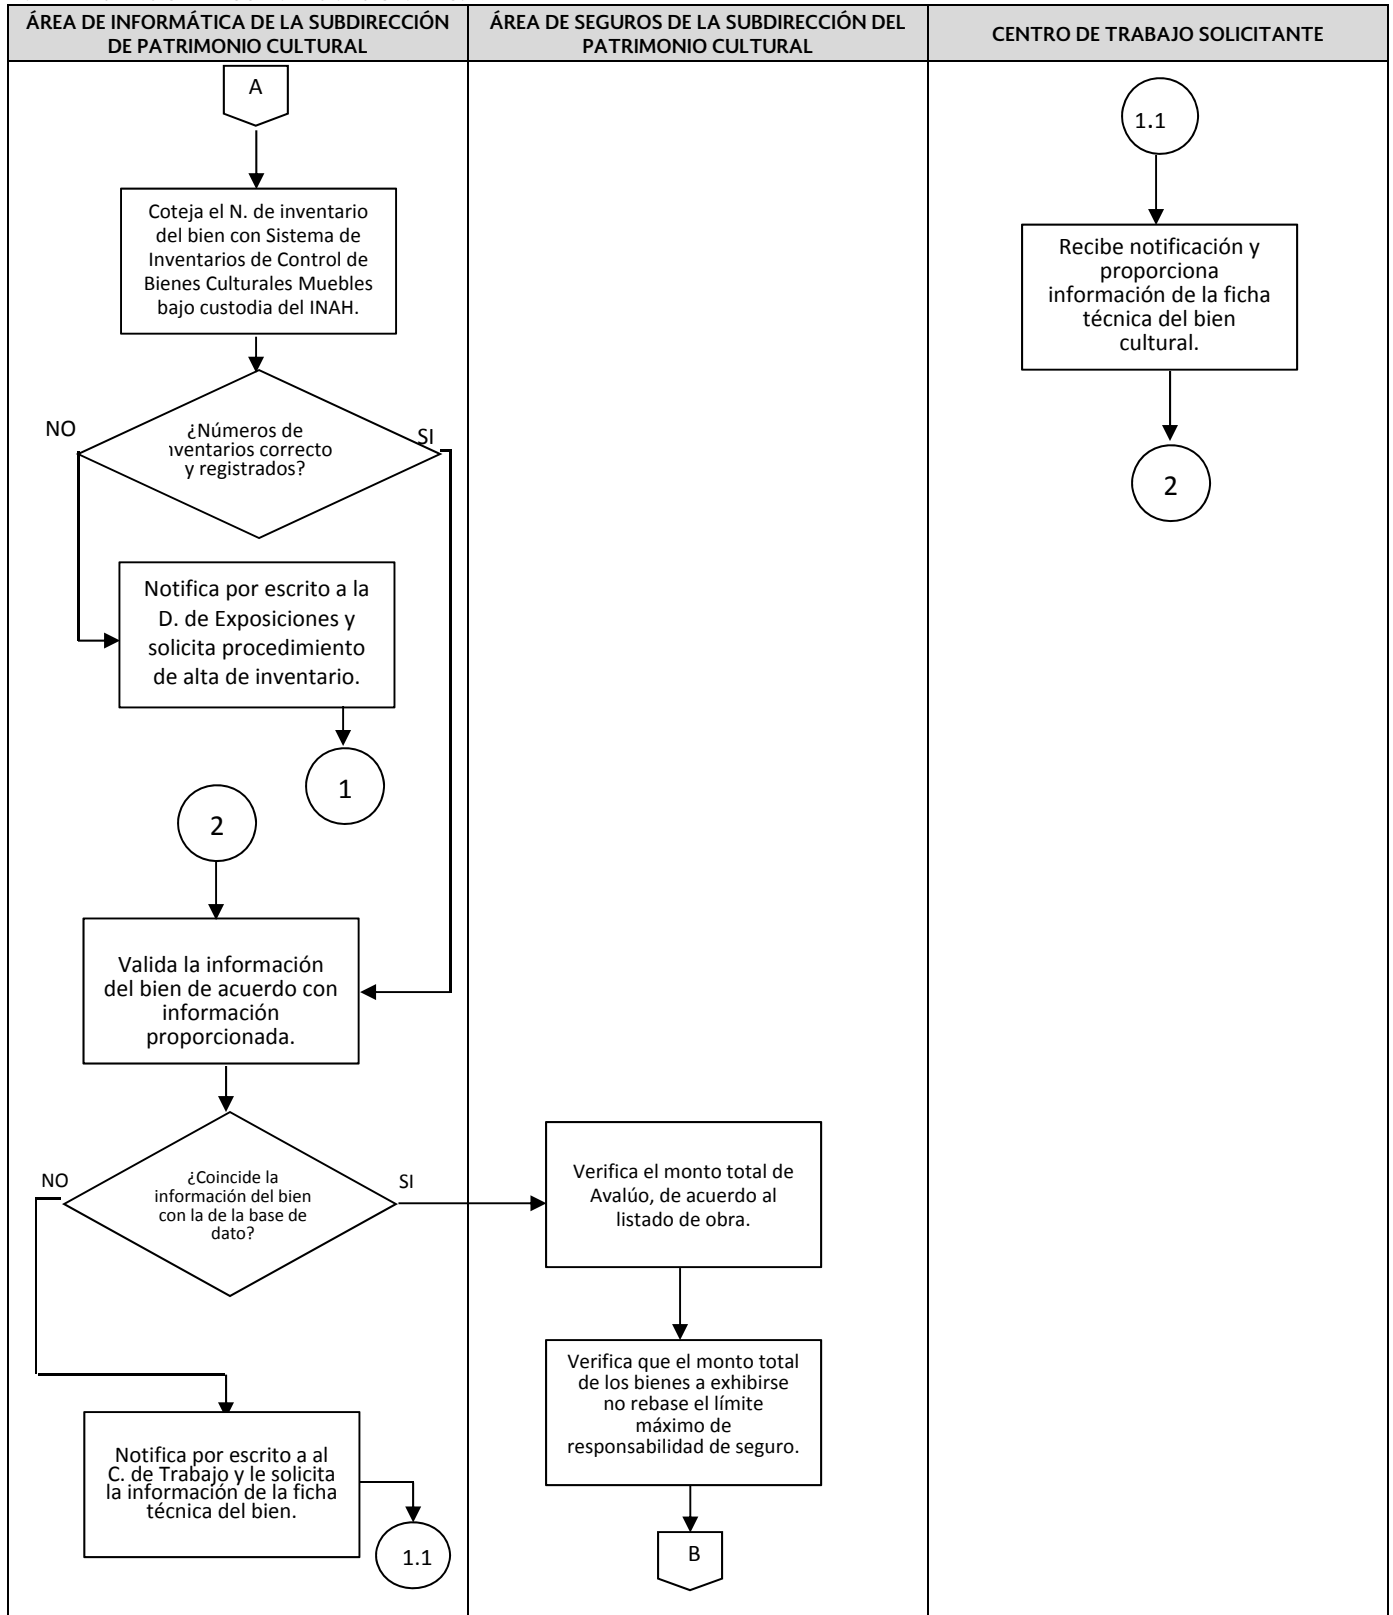 ÁREA DE INFORMÁTICA DE LA SUBDIRECCIÓN
DE PATRIMONIO CULTURAL
ÁREA DE SEGUROS DE LA SUBDIRECCIÓN DEL
PATRIMONIO CULTURAL
CENTRO DE TRABAJO SOLICITANTE
A
Coteja el N. de inventario
del bien con Sistema de
Inventarios de Control de
Bienes Culturales Muebles
bajo custodia del INAH.
NO
¿Números de
nventarios correcto
y registrados?
SI
Notifica por escrito a la
D. de Exposiciones y
solicita procedimiento
de alta de inventario.
1
2
Valida la información
del bien de acuerdo con
información
proporcionada.
NO
¿Coincide la
información del bien
con la de la base de
dato?
SI
Notifica por escrito a al
C. de Trabajo y le solicita
la información de la ficha
técnica del bien.
1.1
Verifica el monto total de
Avalúo, de acuerdo al
listado de obra.
Verifica que el monto total
de los bienes a exhibirse
no rebase el límite
máximo de
responsabilidad de seguro.
B
1.1
Recibe notificación y
proporciona
información de la ficha
técnica del bien
cultural.
2